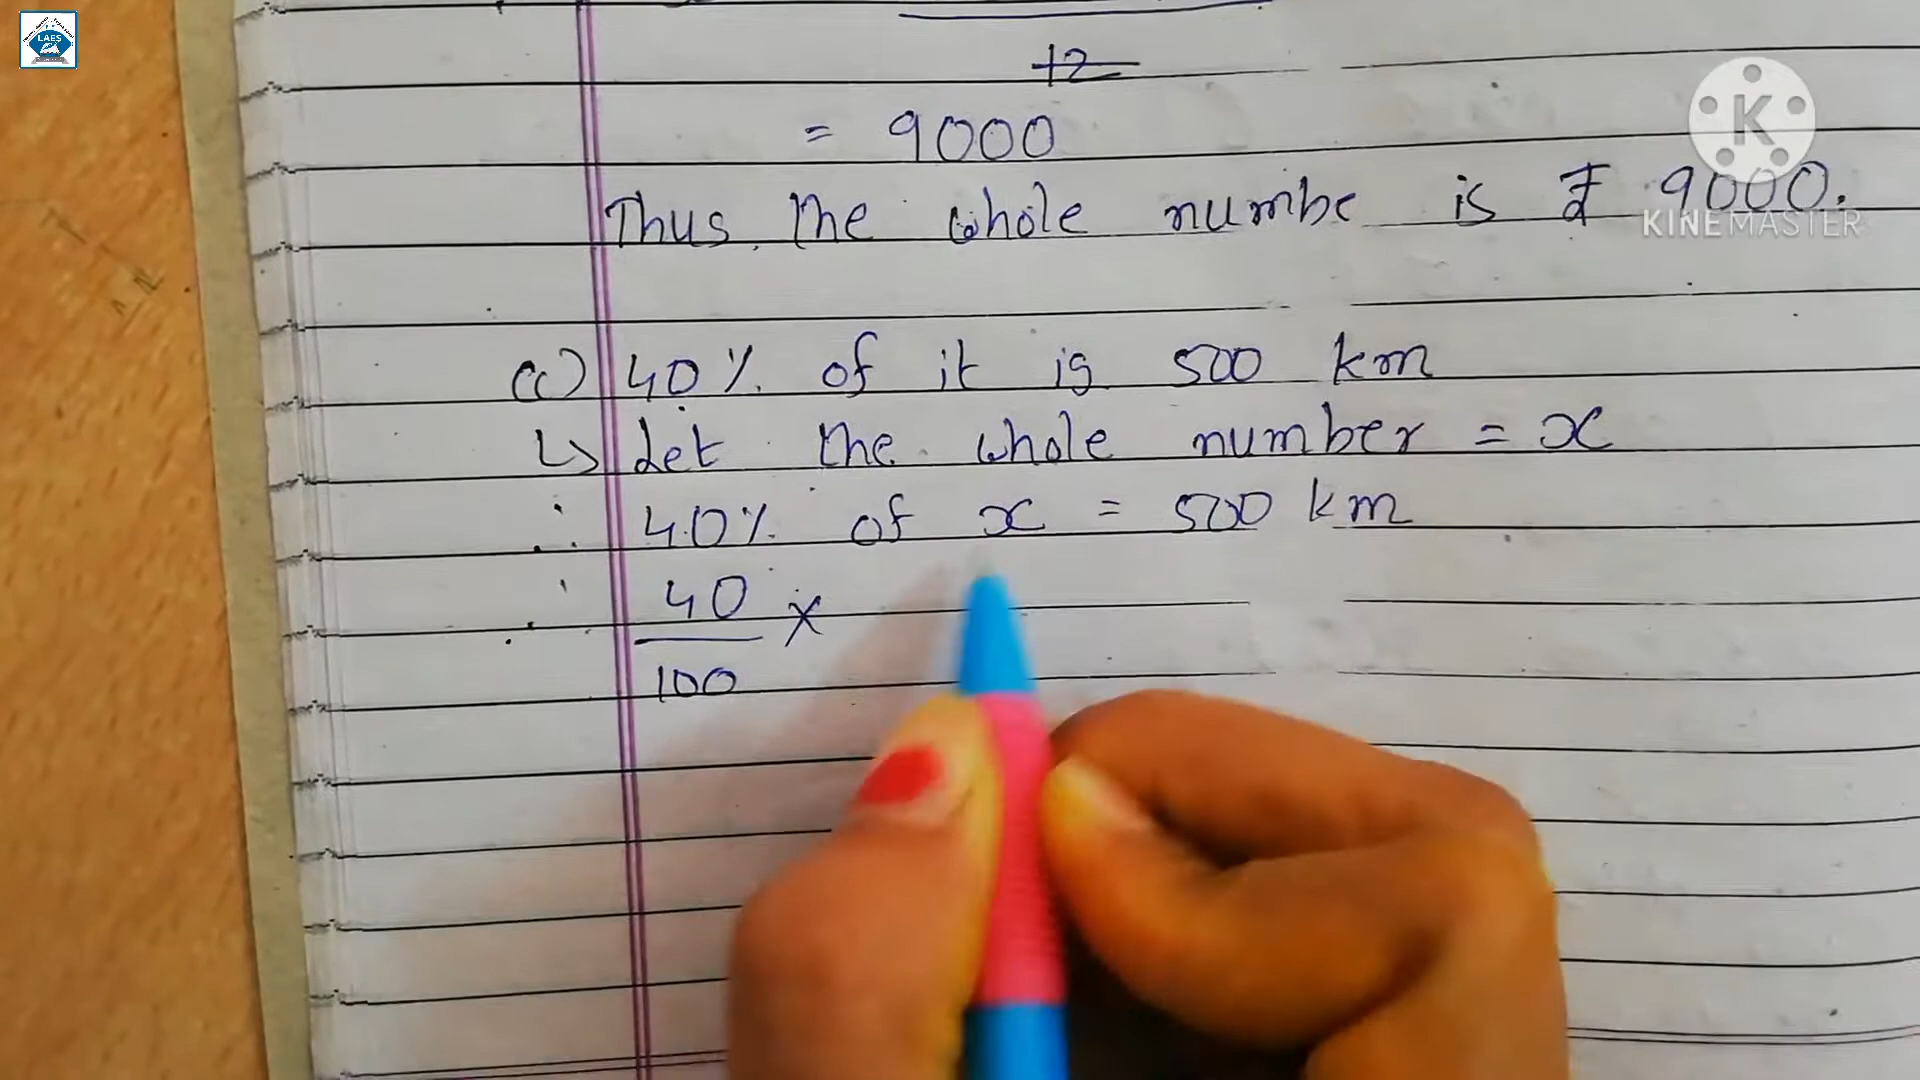 LAES
12
= 9000
Thus the whole numbe is ₹ 9000.
KINEMASTER
(c) 40% of it is 500 km
↳ Let the whole number = x
∴ 40% of x = 500 km
∴ 40/100 ×